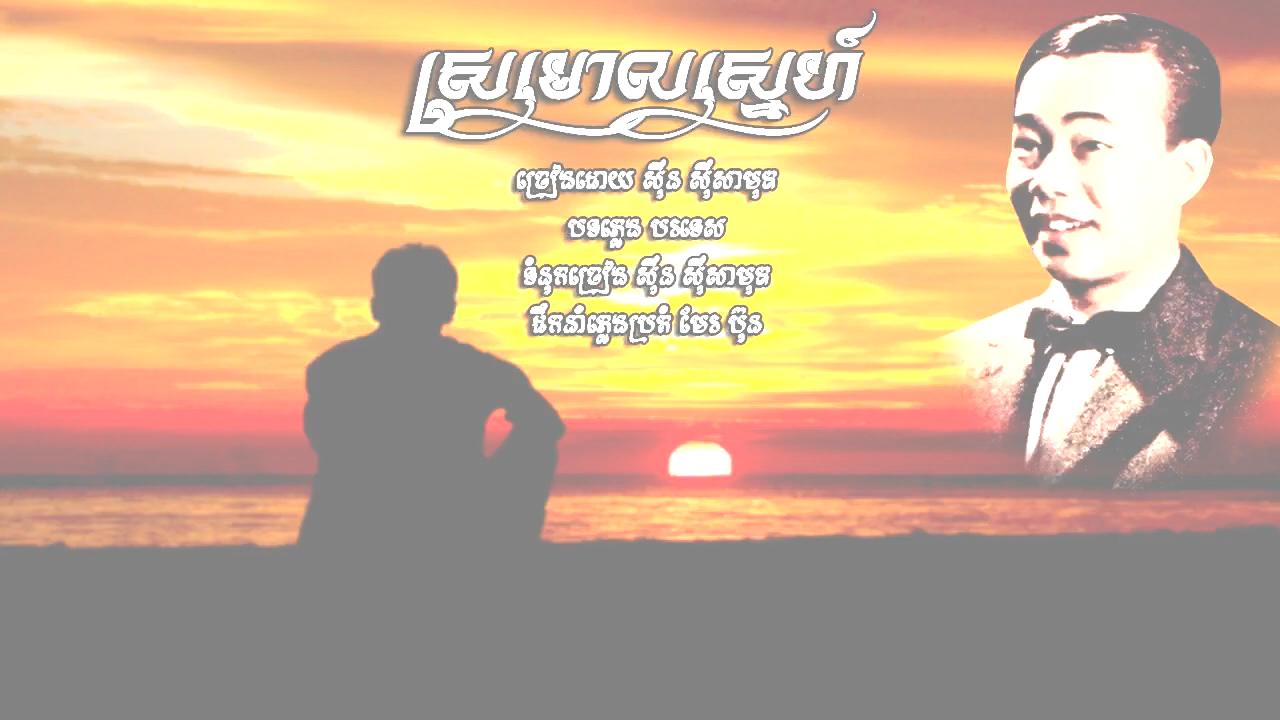 ស្រមោលស្នេហ៍
ច្រៀងដោយ ស៊ីន ស៊ីសាមុត
បទភ្លេង បរទេស
ទំនុកច្រៀង ស៊ីន ស៊ីសាមុត
ដឹកនាំភ្លេងប្រគំ មែរ ប៊ុន